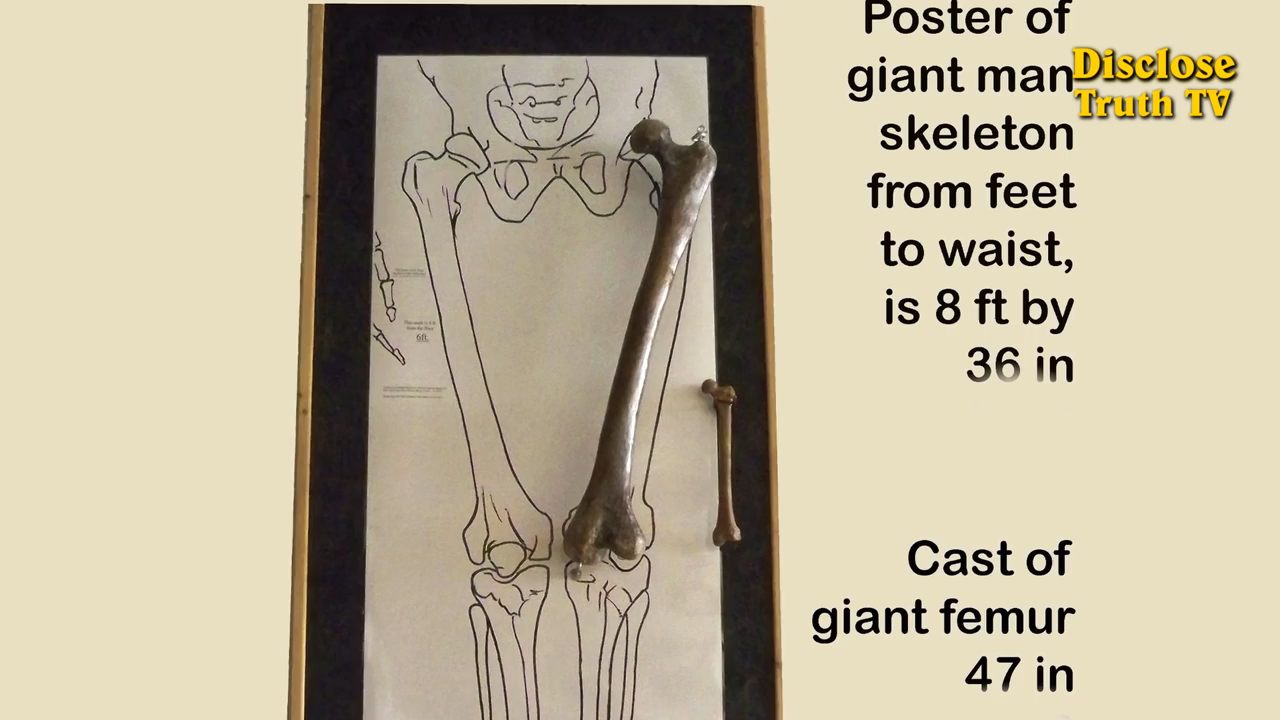 Poster of
giant man
skeleton
from feet
to waist,
is 8 ft by
36 in
Disclose
Truth TV
6ft.
Cast of
giant femur
47 in